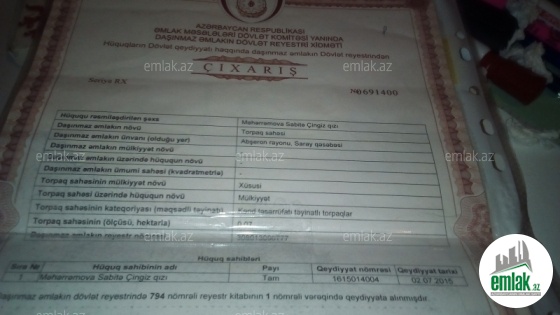 AZƏRBAYCAN RESPUBLİKASI
ƏMLAK MƏSƏLƏLƏRİ DÖVLƏT KOMİTƏSİ YANINDA
DAŞINMAZ ƏMLAKIN DÖVLƏT REYESTRİ XİDMƏTİ
Hüquqların Dövlət qeydiyyatı haqqında daşınmaz əmlakın Dövlət reyestrindən
ÇIXARIŞ
emlak.az emlak.az
Seriya RX №0691400
Hüququ rəsmiləşdirilən şəxs Məhərrəmova Səbitə Çingiz qızı
Daşınmaz əmlakın növü Torpaq sahəsi
Daşınmaz əmlakın ünvanı (olduğu yer) Abşeron rayonu, Saray qəsəbəsi
Daşınmaz əmlakın mülkiyyət növü -
emlak.az emlak.az emlak.az
Daşınmaz əmlakın üzərində hüququn növü -
Daşınmaz əmlakın ümumi sahəsi (kvadratmetrlə) -
Torpaq sahəsinin mülkiyyət növü Xüsusi
Torpaq sahəsi üzərində hüququn növü Mülkiyyət
Torpaq sahəsinin kateqoriyası (məqsədli təyinatı) Kənd təsərrüfatı təyinatlı torpaqlar
Torpaq sahəsinin (ölçüsü, hektarla)
Daşınmaz əmlakın reyestr nömrəsi
emlak.az emlak.az
Hüquq sahibləri
Sıra № Hüquq sahibinin adı Payı Qeydiyyat nömrəsi Qeydiyyat tarixi
1 Məhərrəmova Səbitə Çingiz qızı Tam 1615014004 02.07.2015
Daşınmaz əmlakın dövlət reyestrində 794 nömrəli reyestr kitabının 1 nömrəli vərəqində qeydiyyata alınmışdır.
emlak.az